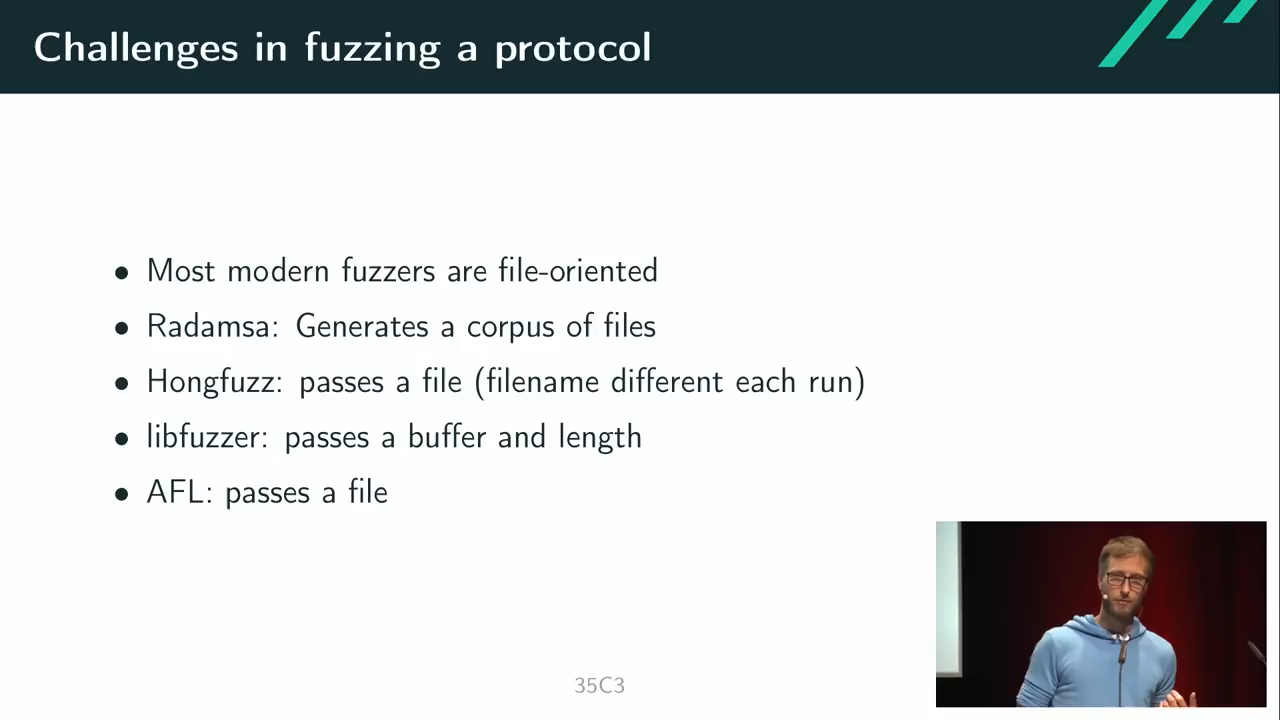 Challenges in fuzzing a protocol
• Most modern fuzzers are file-oriented
• Radamsa: Generates a corpus of files
• Hongfuzz: passes a file (filename different each run)
• libfuzzer: passes a buffer and length
• AFL: passes a file
35C3